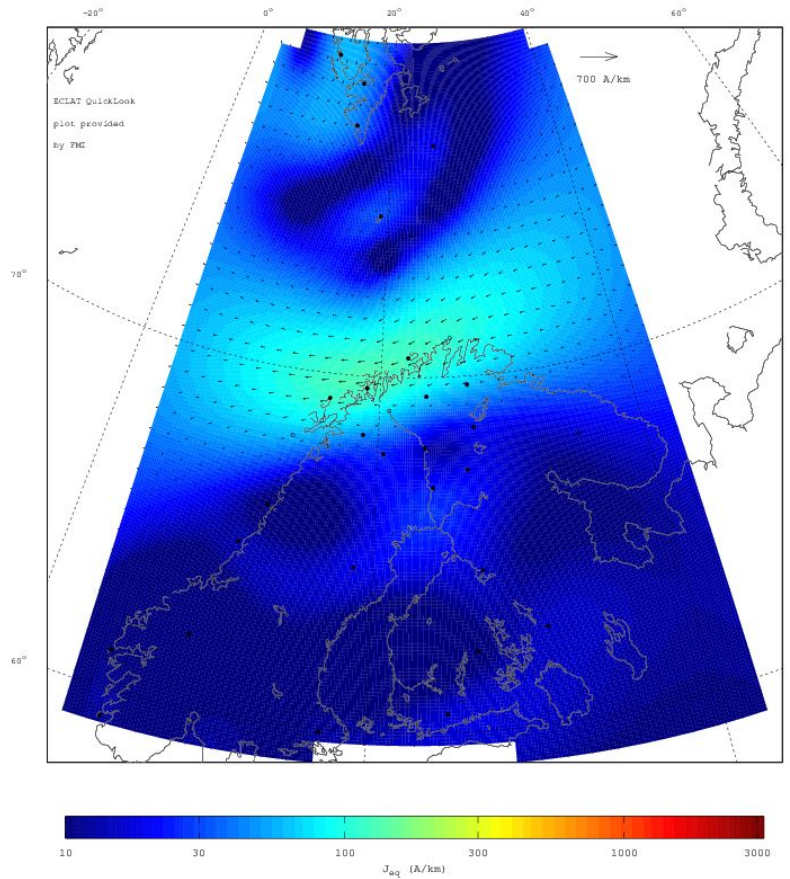 -20° 0° 20° 40° 60°
700 A/km
ECLAT QuickLook
plot provided
by FMI
70°
60°
10 30 100 300 1000 3000
J_eq (A/km)